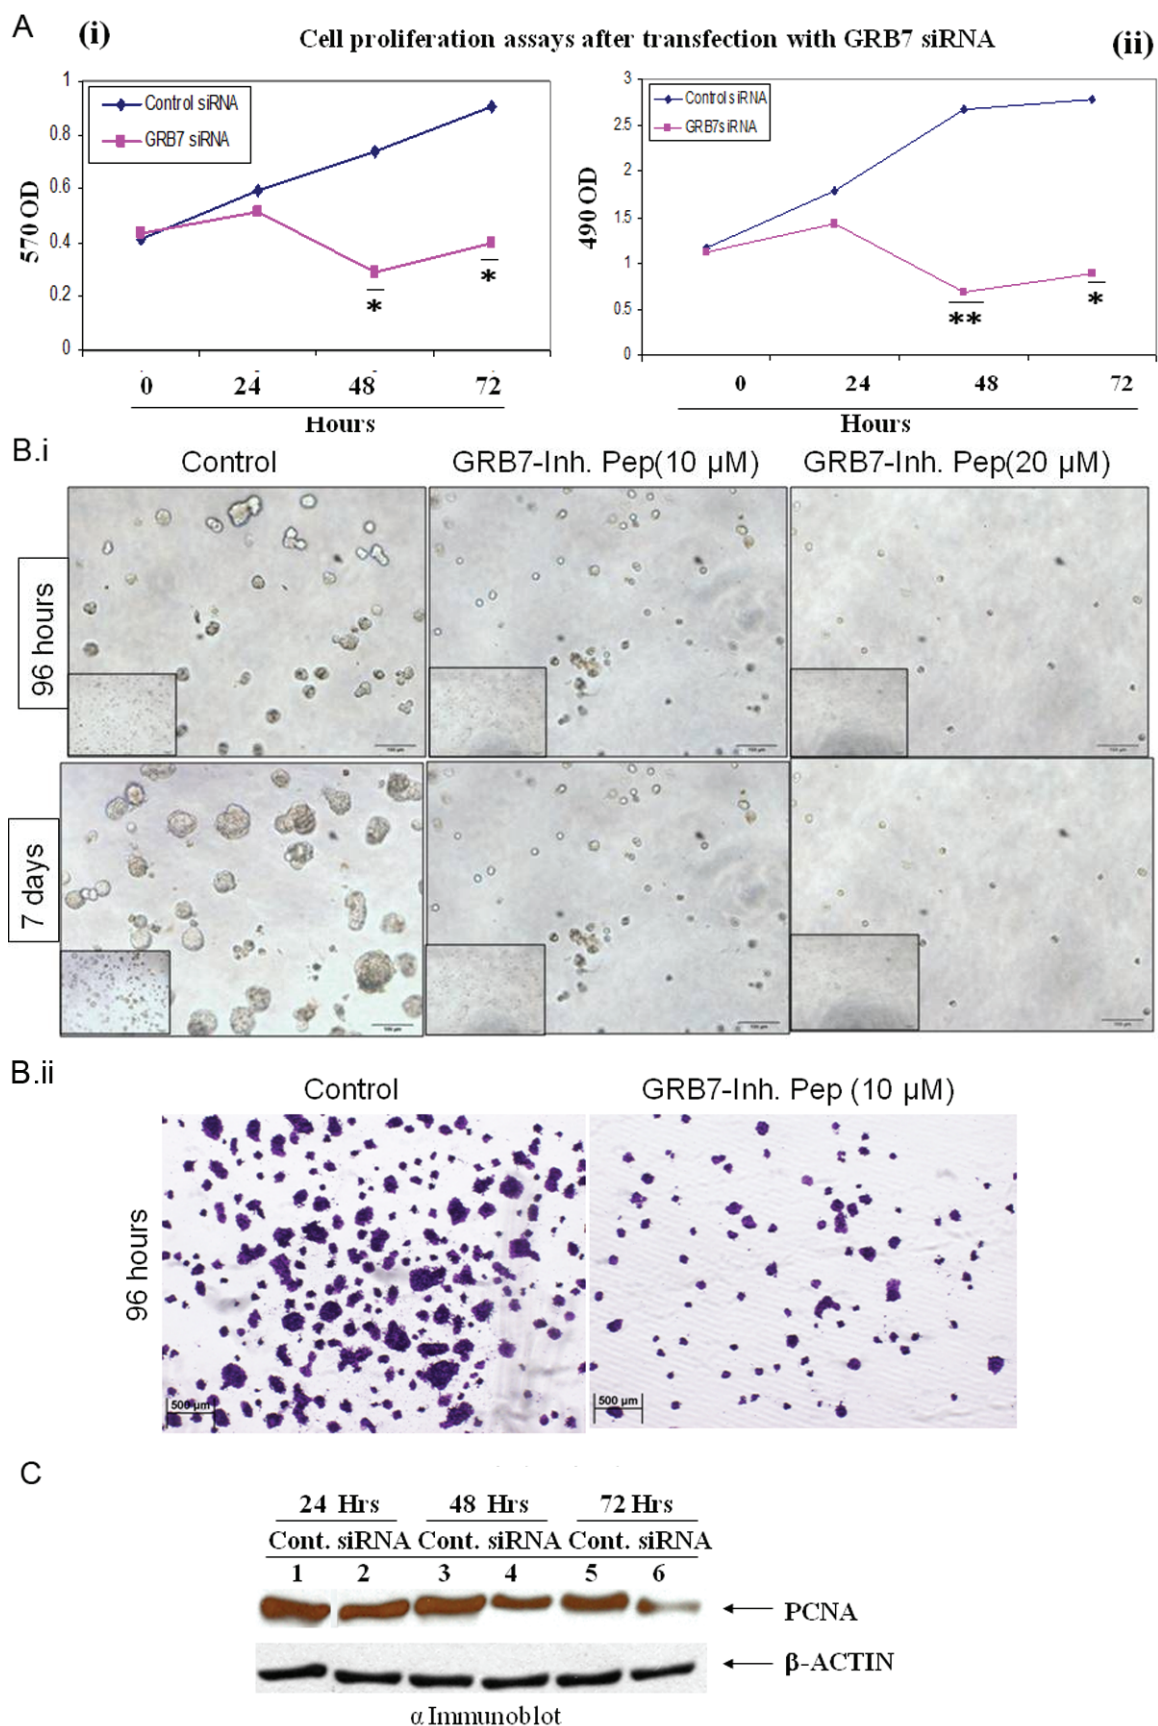 A (i) Cell proliferation assays after transfection with GRB7 siRNA (ii)
1
0.8
0.6
0.4
0.2
0
570 OD
Control siRNA
GRB7 siRNA
*
*
0 24 48 72
Hours
3
2.5
2
1.5
1
0.5
0
490 OD
Control siRNA
GRB7siRNA
**
*
0 24 48 72
Hours
B.i
Control GRB7-Inh. Pep(10 µM) GRB7-Inh. Pep(20 µM)
96 hours
7 days
B.ii
Control GRB7-Inh. Pep (10 µM)
96 hours
500 µm
500 µm
C
24 Hrs 48 Hrs 72 Hrs
Cont. siRNA Cont. siRNA Cont. siRNA
1 2 3 4 5 6
PCNA
β-ACTIN
α Immunoblot